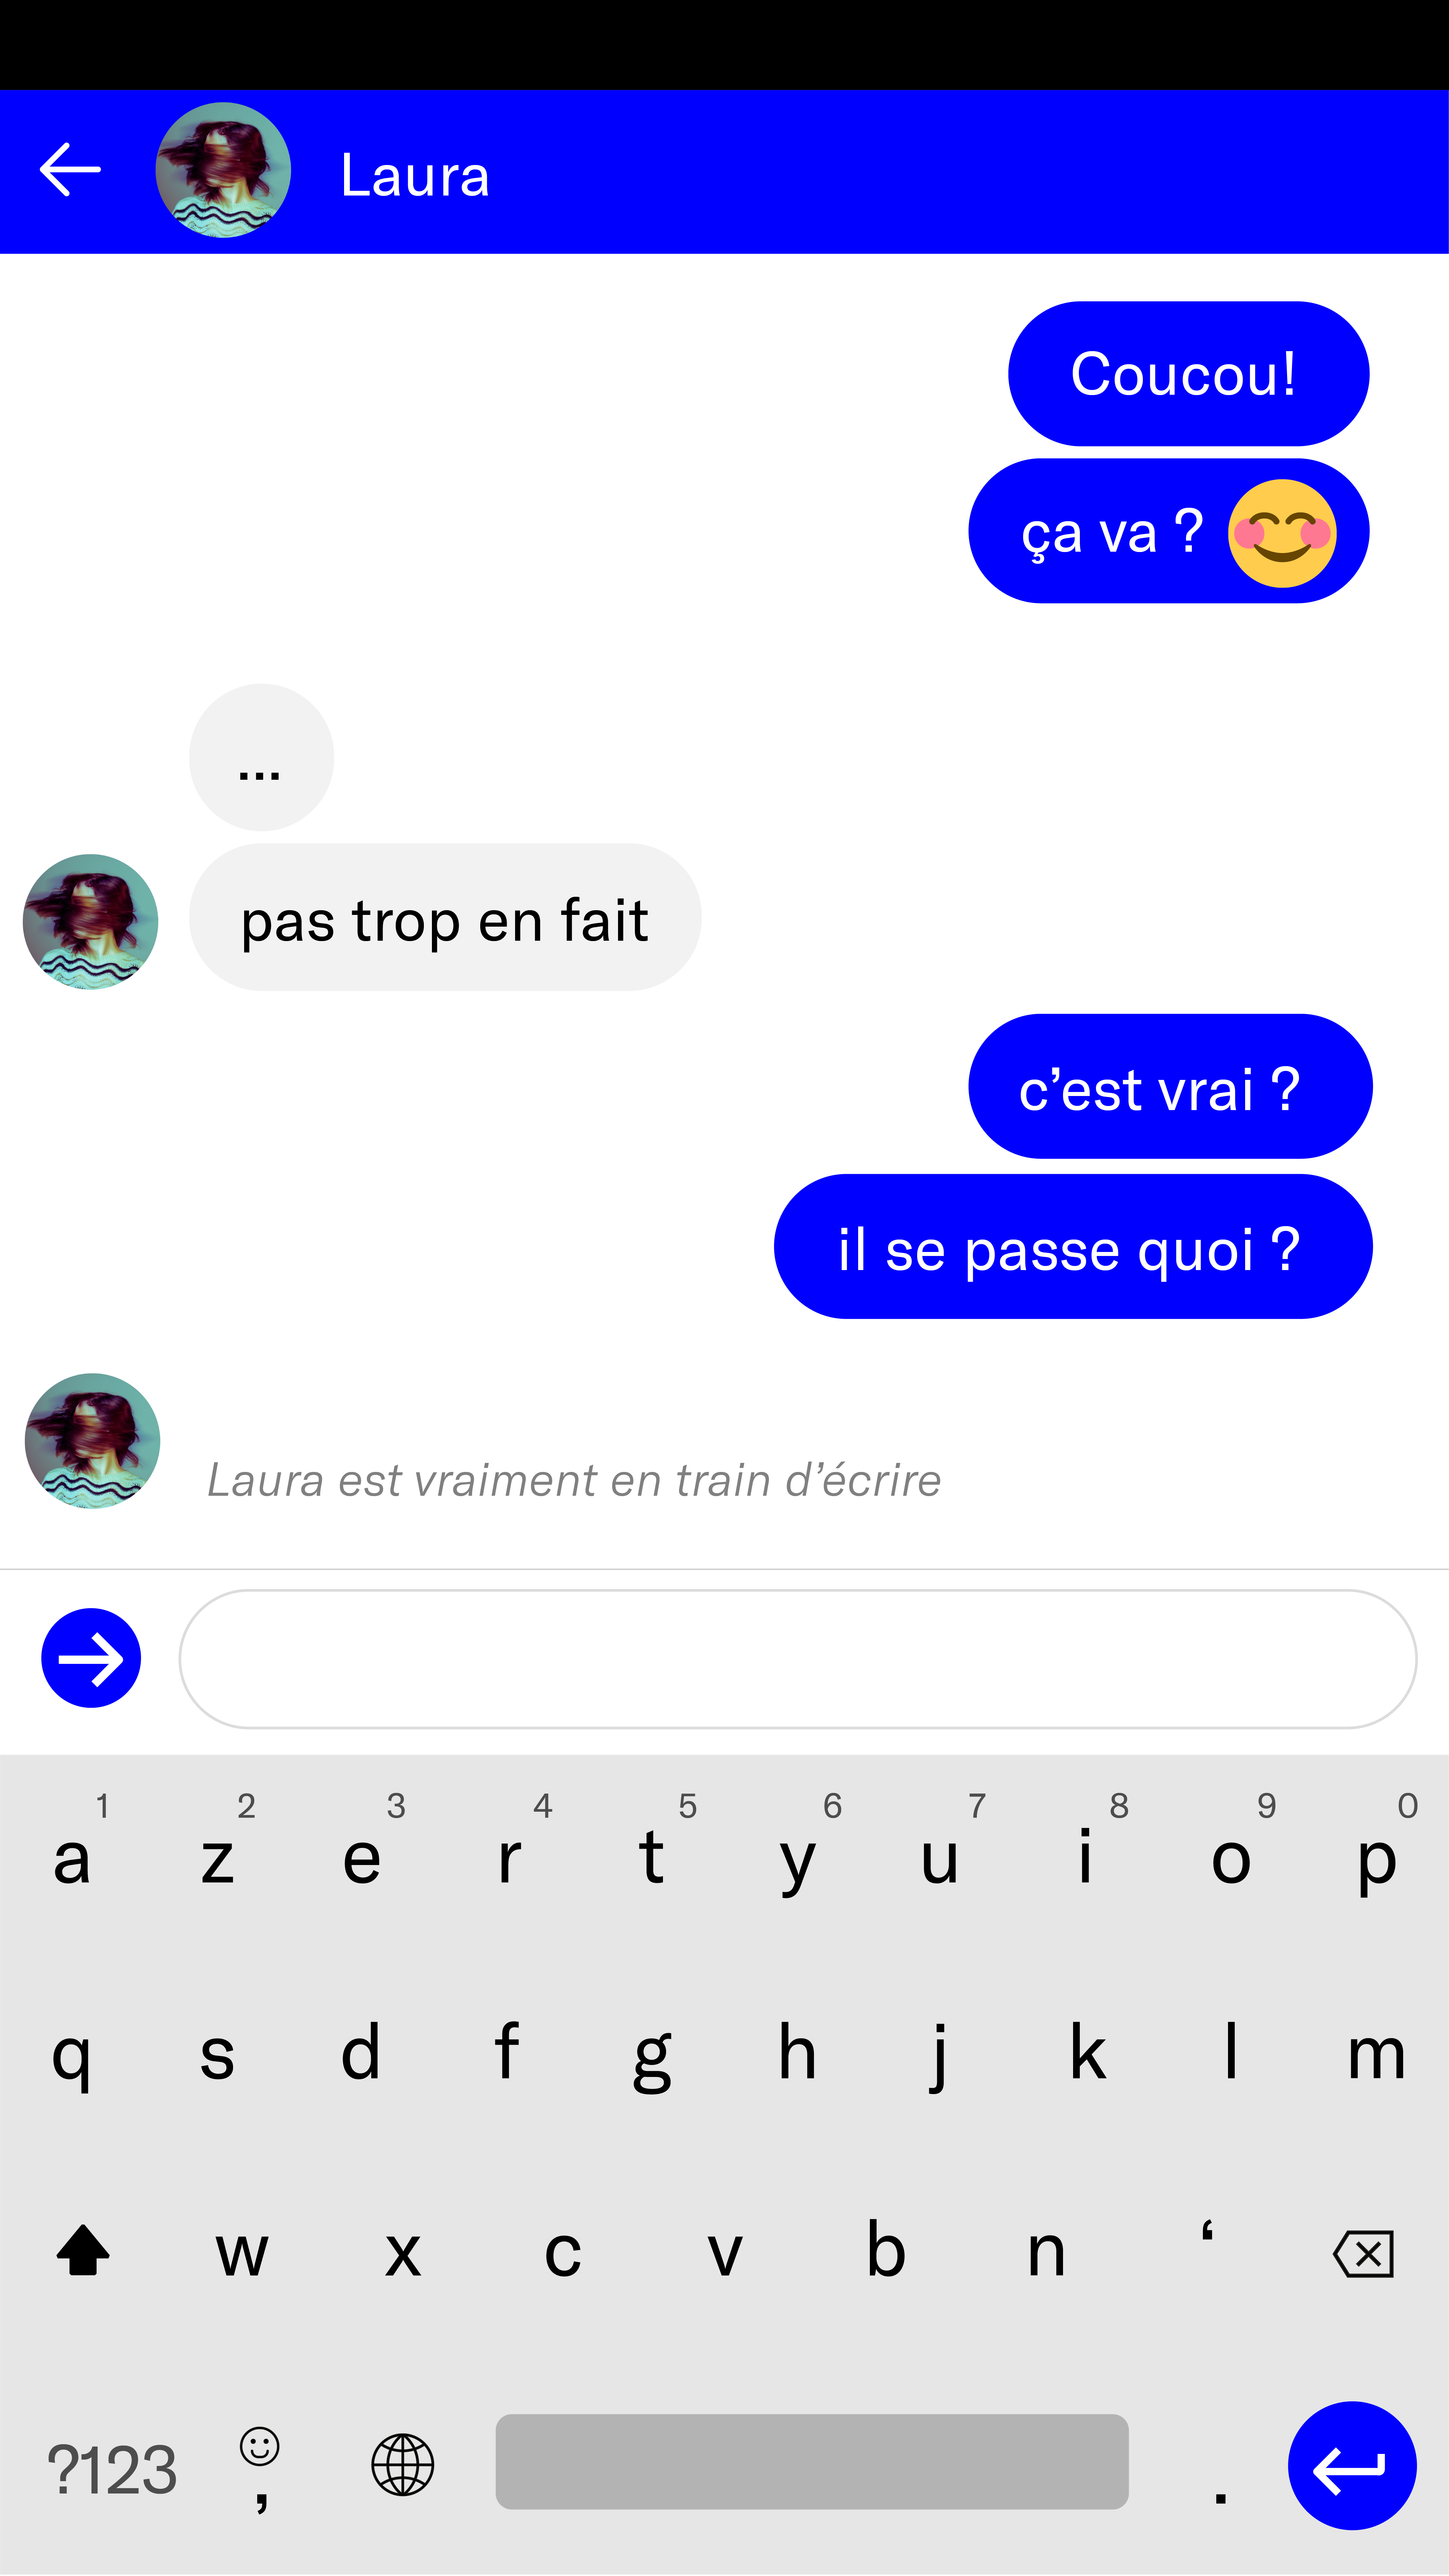 Laura
Coucou!
ça va ? 😊
...
pas trop en fait
c’est vrai ?
il se passe quoi ?
Laura est vraiment en train d’écrire
1 2 3 4 5 6 7 8 9 0
a z e r t y u i o p
q s d f g h j k l m
w x c v b n ‘
?123 , .